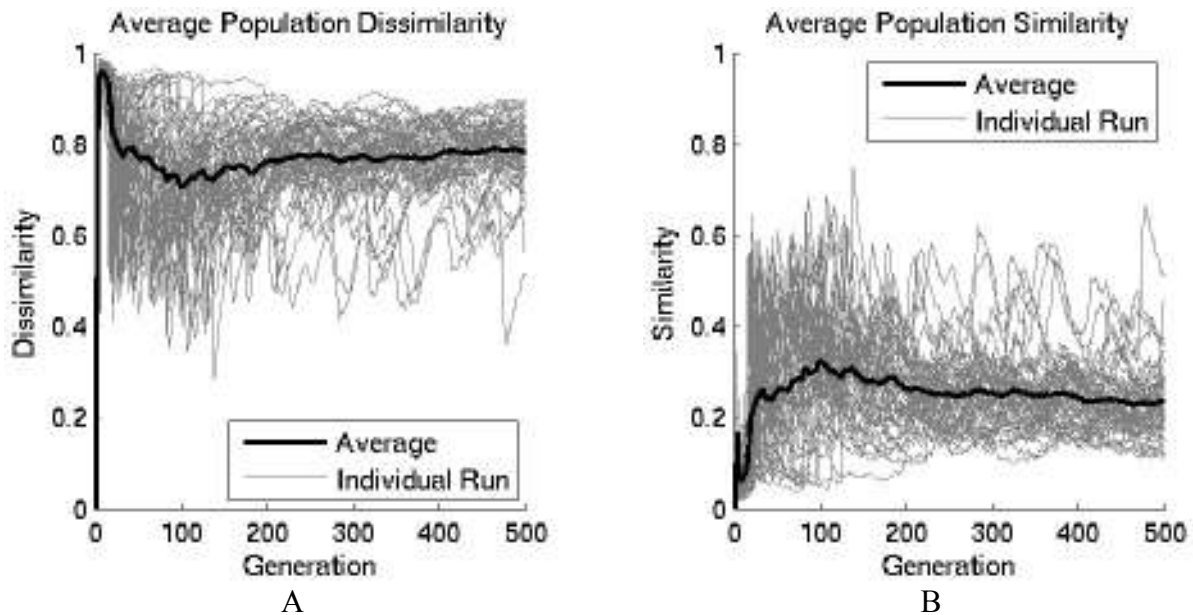 Average Population Dissimilarity
1
0.8
0.6
0.4
0.2
0
Dissimilarity
Average
Individual Run
0 100 200 300 400 500
Generation
A
Average Population Similarity
1
0.8
0.6
0.4
0.2
0
Similarity
Average
Individual Run
0 100 200 300 400 500
Generation
B